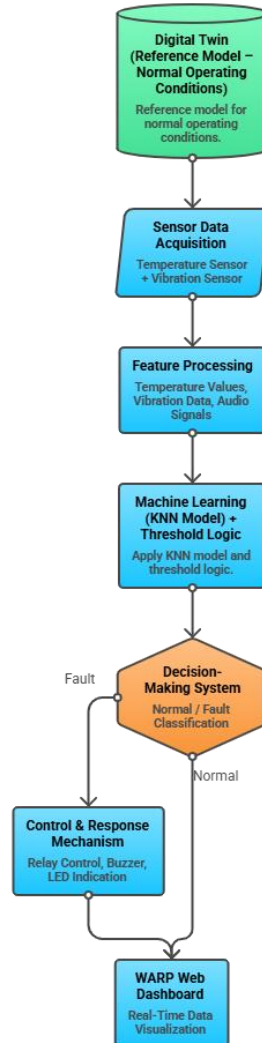 Digital Twin
(Reference Model –
Normal Operating
Conditions)
Reference model for
normal operating
conditions.
Sensor Data
Acquisition
Temperature Sensor
+ Vibration Sensor
Feature Processing
Temperature Values,
Vibration Data, Audio
Signals
Machine Learning
(KNN Model) +
Threshold Logic
Apply KNN model and
threshold logic.
Decision-
Making System
Normal / Fault
Classification
Fault
Normal
Control & Response
Mechanism
Relay Control, Buzzer,
LED Indication
WARP Web
Dashboard
Real-Time Data
Visualization